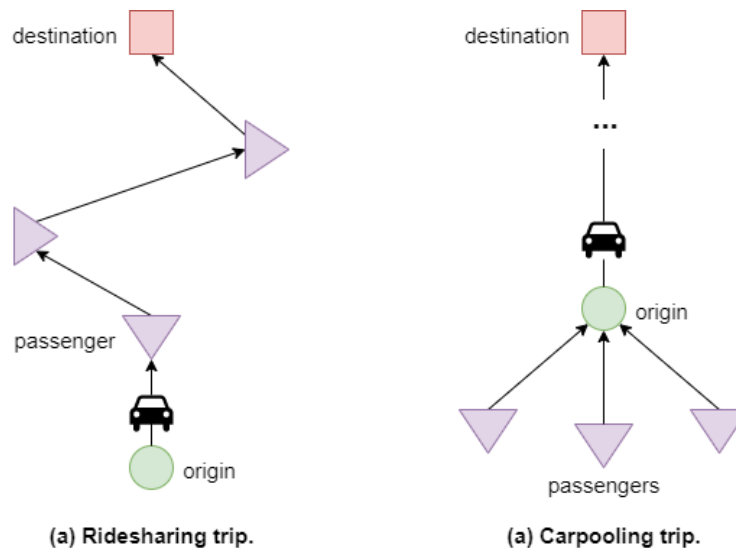 destination
passenger
origin
(a) Ridesharing trip.
destination
...
origin
passengers
(a) Carpooling trip.